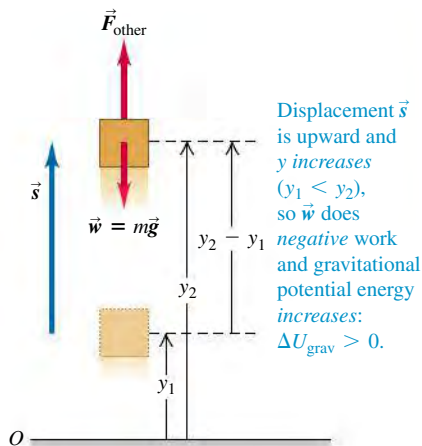 F⃗other
Displacement s⃗
is upward and
y increases
(y₁ < y₂),
so w⃗ does
negative work
and gravitational
potential energy
increases:
ΔUgrav > 0.
s⃗
w⃗ = mg⃗
y₂ − y₁
y₂
y₁
O